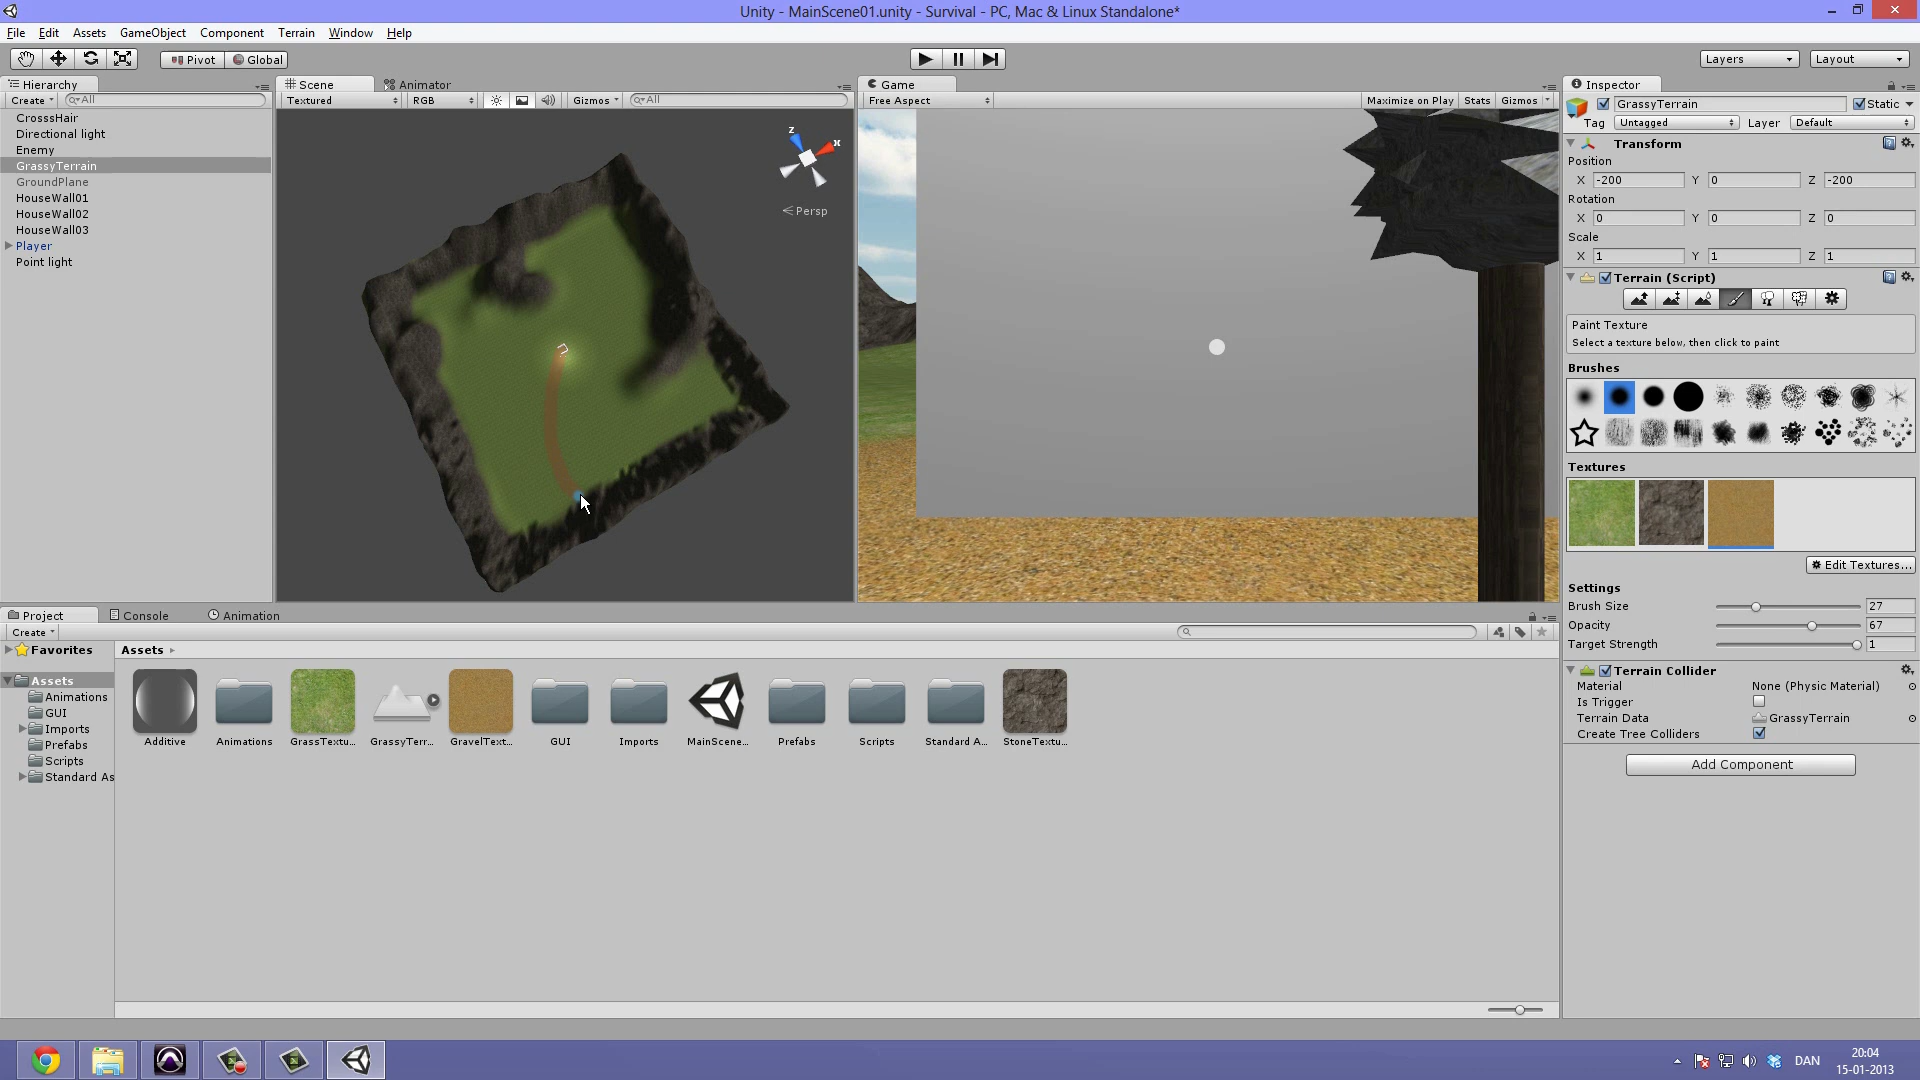 Unity - MainScene01.unity - Survival - PC, Mac & Linux Standalone*
File Edit Assets GameObject Component Terrain Window Help
Pivot Global Layers Layout
Hierarchy
Create All
CrosssHair
Directional light
Enemy
GrassyTerrain
GroundPlane
HouseWall01
HouseWall02
HouseWall03
Player
Point light
Scene Animator
Textured RGB Gizmos All
z
x
Persp
Game
Free Aspect Maximize on Play Stats Gizmos
Inspector
GrassyTerrain Static
Tag Untagged Layer Default
Transform
Position
X -200 Y 0 Z -200
Rotation
X 0 Y 0 Z 0
Scale
X 1 Y 1 Z 1
Terrain (Script)
Paint Texture
Select a texture below, then click to paint
Brushes
Textures
Edit Textures...
Settings
Brush Size 27
Opacity 67
Target Strength 1
Terrain Collider
Material None (Physic Material)
Is Trigger
Terrain Data GrassyTerrain
Create Tree Colliders
Add Component
Project Console Animation
Create
Favorites
Assets
Animations
GUI
Imports
Prefabs
Scripts
Standard As
Assets
Additive Animations GrassTextu... GrassyTerr... GravelText... GUI Imports MainScene... Prefabs Scripts Standard A... StoneTextu...
DAN
20:04
15-01-2013